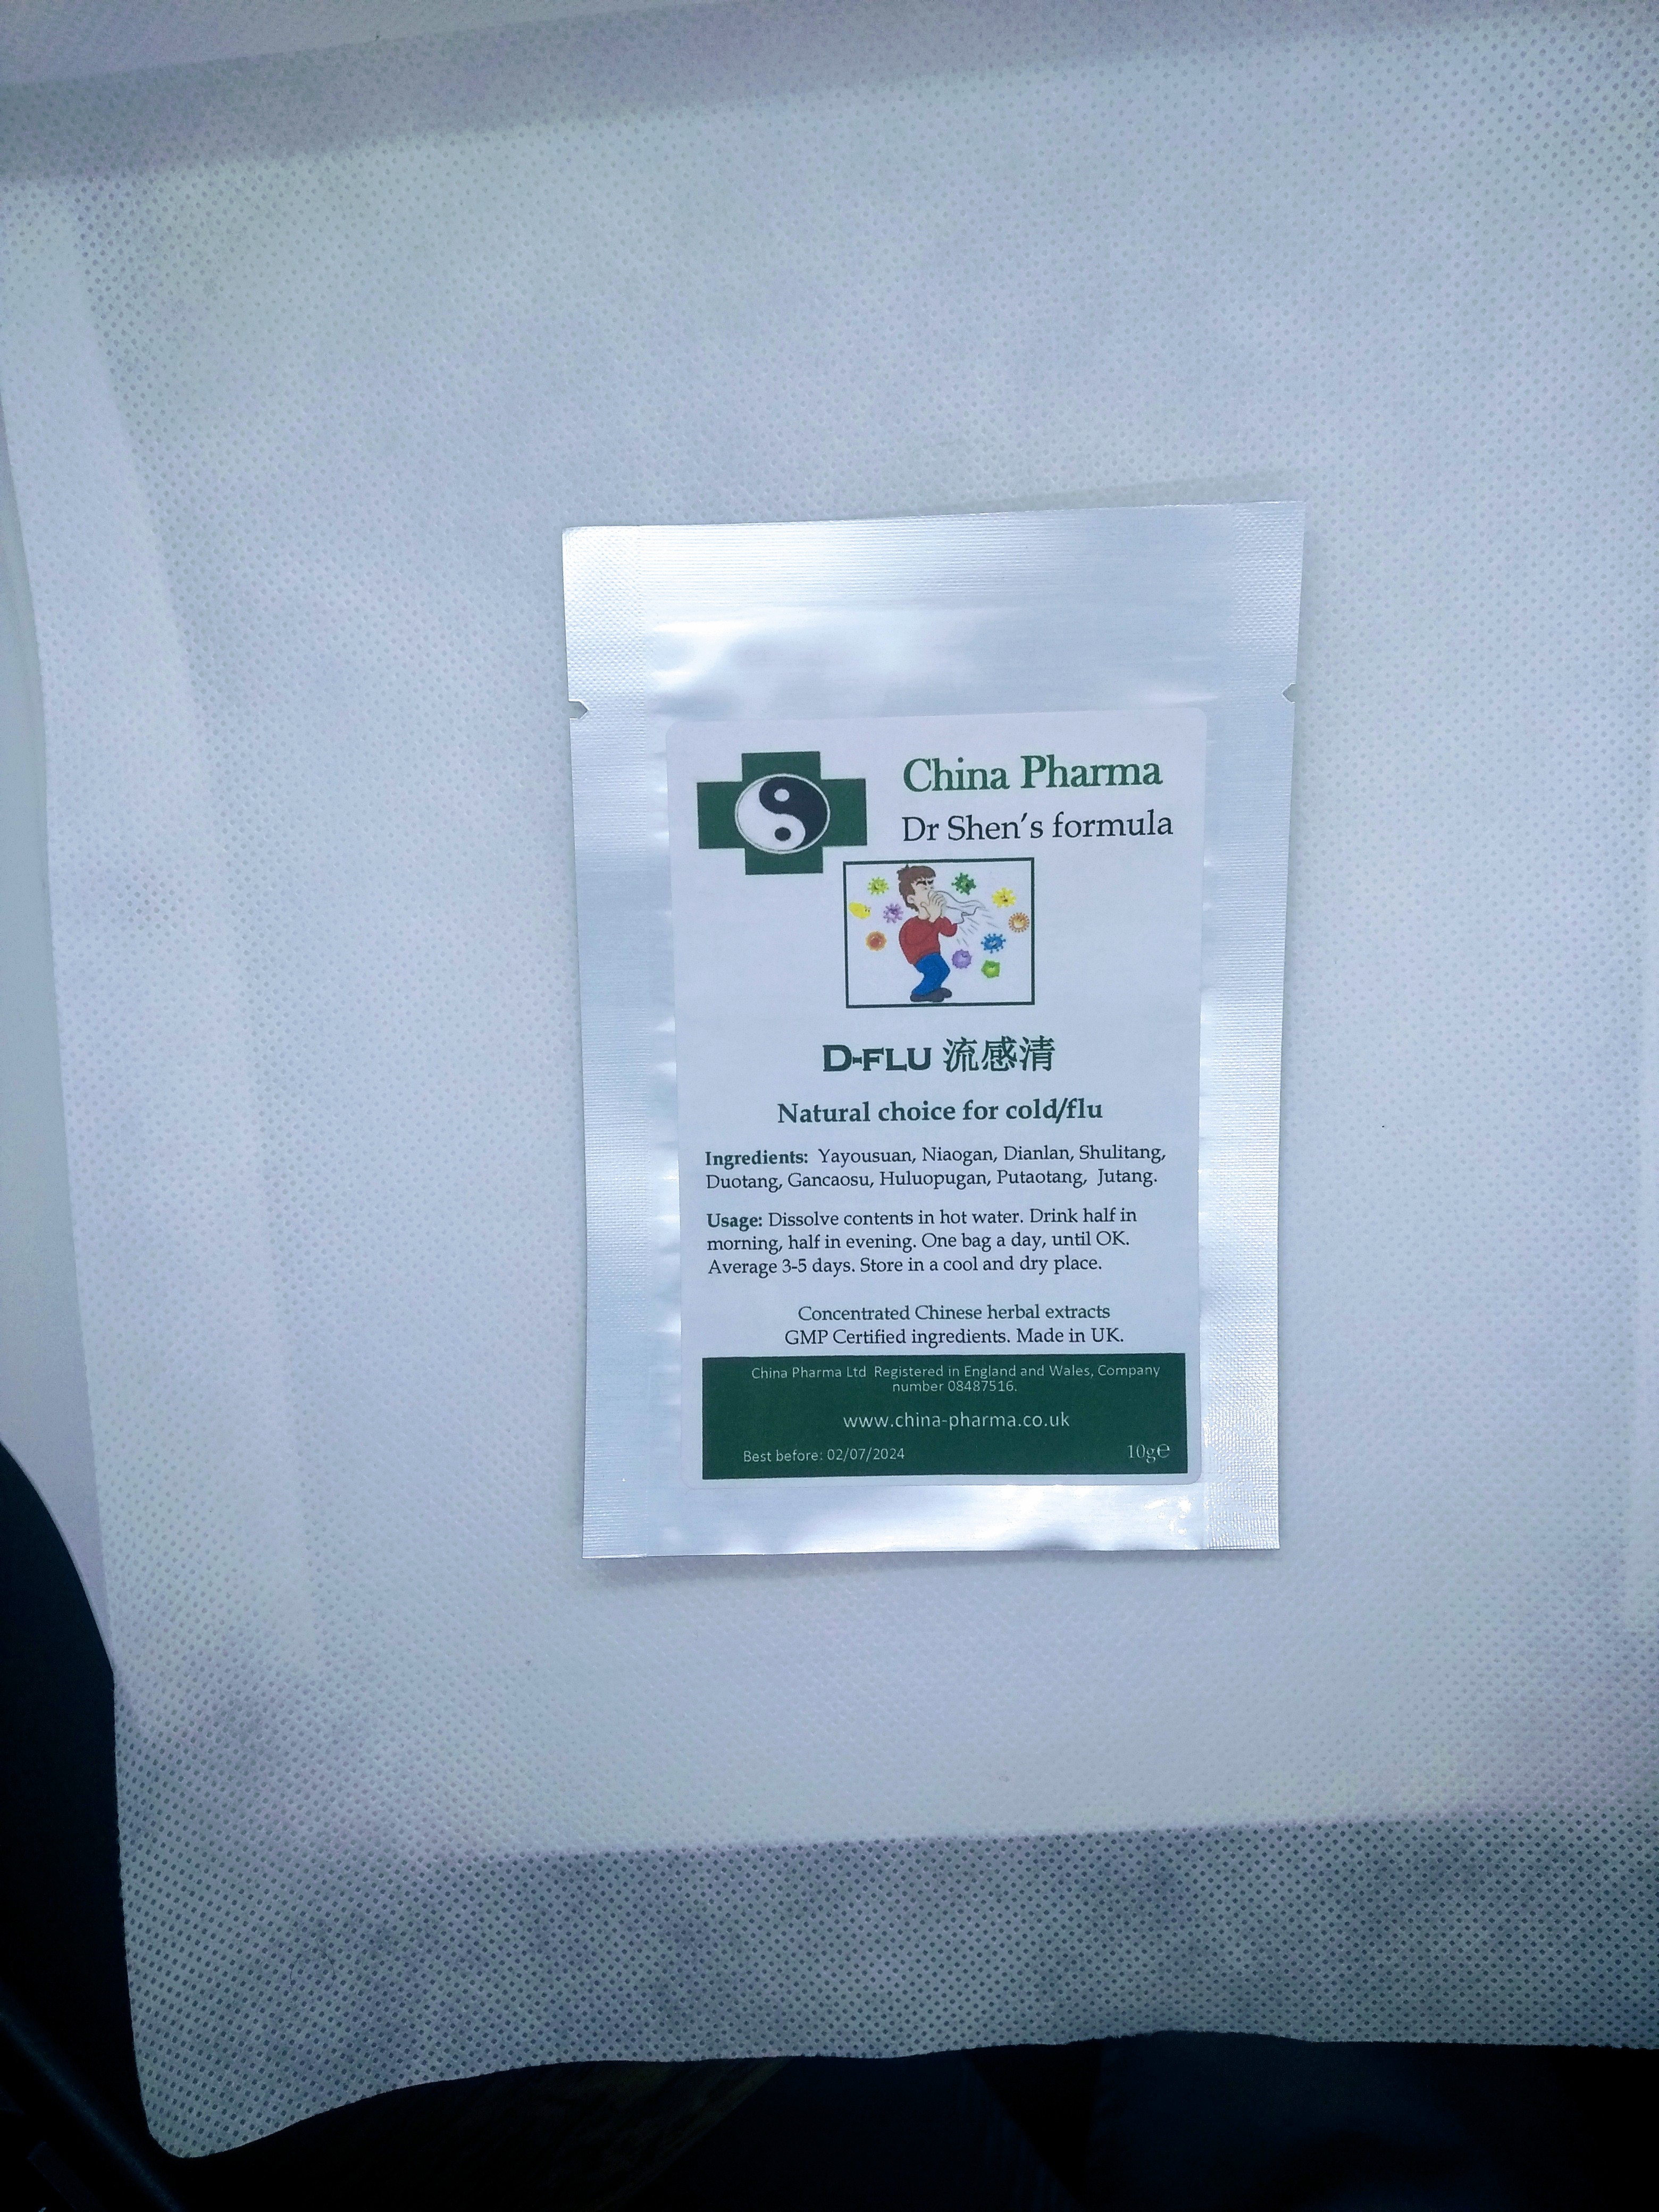 China Pharma
Dr Shen's formula
D-FLU 流感清
Natural choice for cold/flu
Ingredients: Yayousuan, Niaogan, Dianlan, Shulitang,
Duotang, Gancaosu, Huluopugan, Putaotang, Jutang.
Usage: Dissolve contents in hot water. Drink half in
morning, half in evening. One bag a day, until OK.
Average 3-5 days. Store in a cool and dry place.
Concentrated Chinese herbal extracts
GMP Certified ingredients. Made in UK.
China Pharma Ltd Registered in England and Wales, Company
number 08487516.
www.china-pharma.co.uk
Best before: 02/07/2024
10g℮